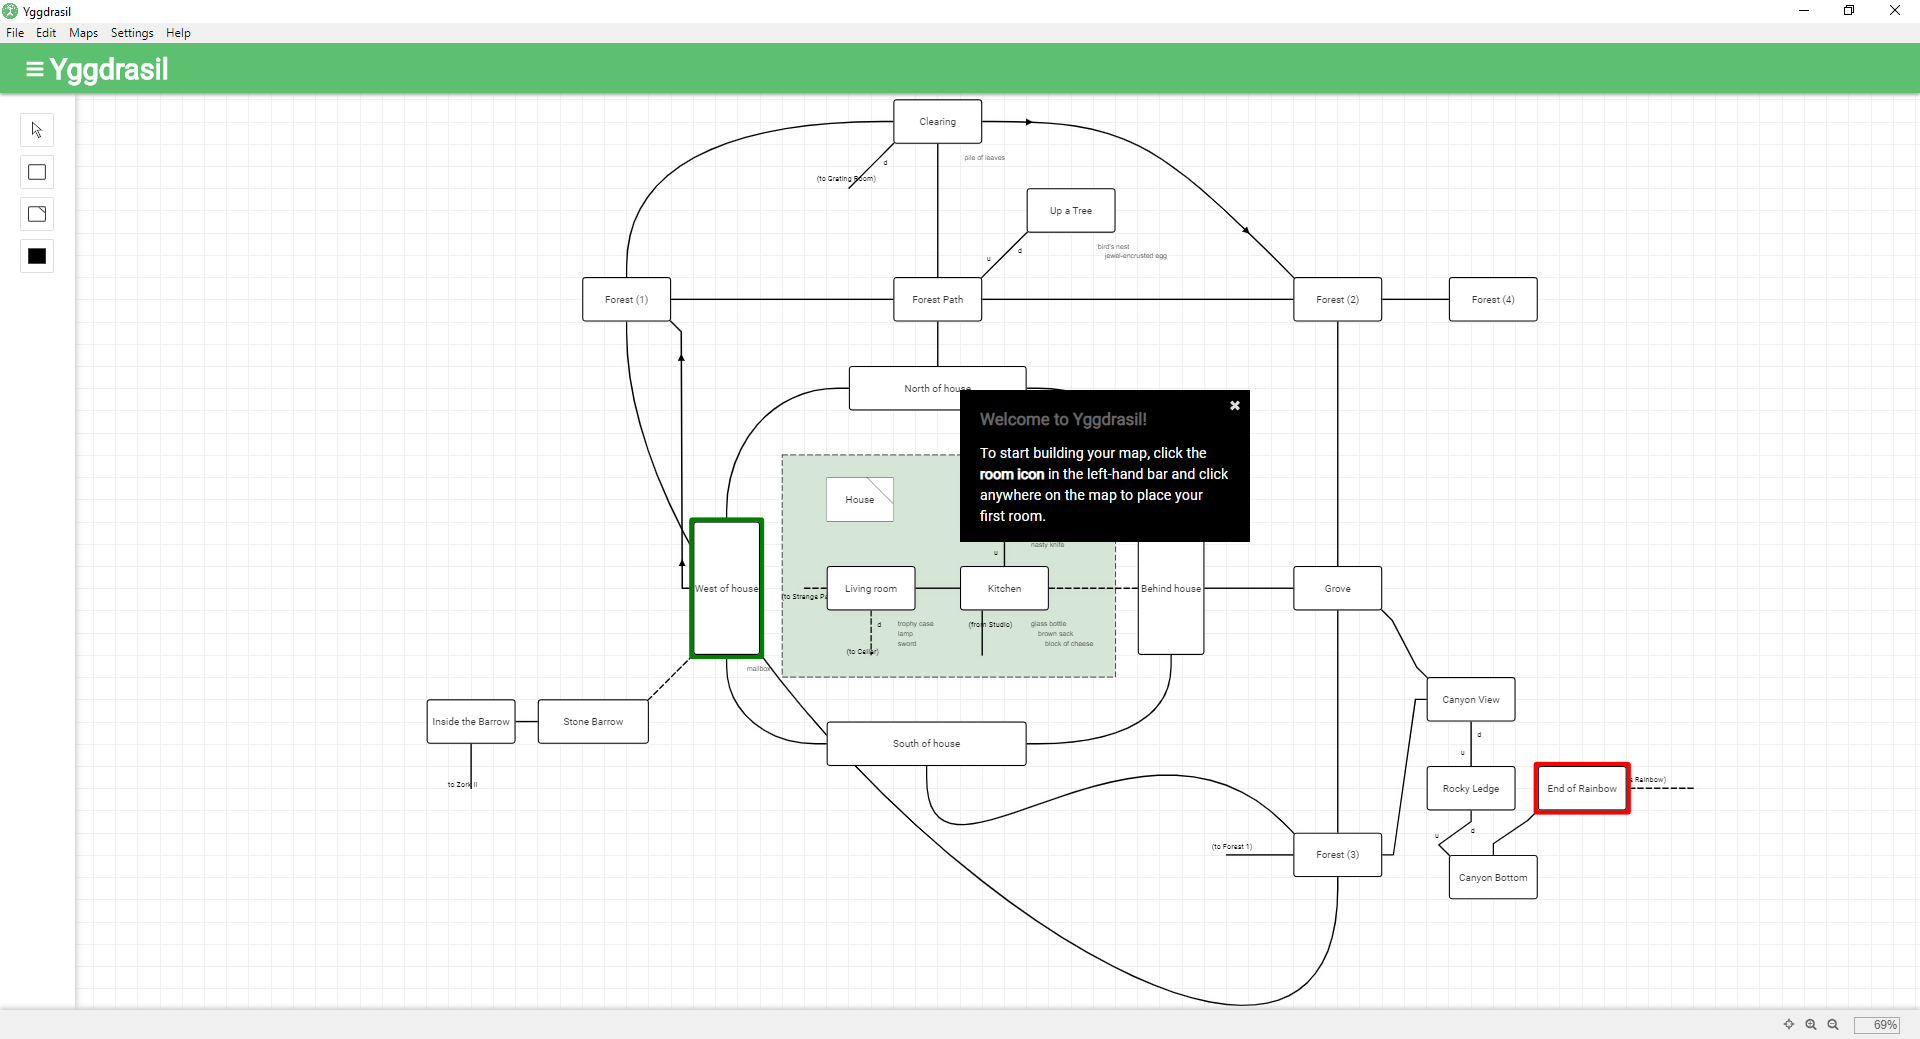 Yggdrasil
File Edit Maps Settings Help
Yggdrasil
Clearing
pile of leaves
d
(to Grating Room)
Up a Tree
bird's nest
jewel-encrusted egg
d
u
Forest (1)
Forest Path
Forest (2)
Forest (4)
North of house
Welcome to Yggdrasil!
To start building your map, click the
room icon in the left-hand bar and click
anywhere on the map to place your
first room.
House
nasty knife
u
West of house
Living room
Kitchen
Behind house
Grove
(to Strange
d
trophy case
lamp
sword
(to Cellar)
(from Studio)
glass bottle
brown sack
block of cheese
mailbox
Inside the Barrow
Stone Barrow
South of house
Canyon View
d
u
to Zork II
Rocky Ledge
End of Rainbow
Rainbow)
u
d
(to Forest 1)
Forest (3)
Canyon Bottom
69%